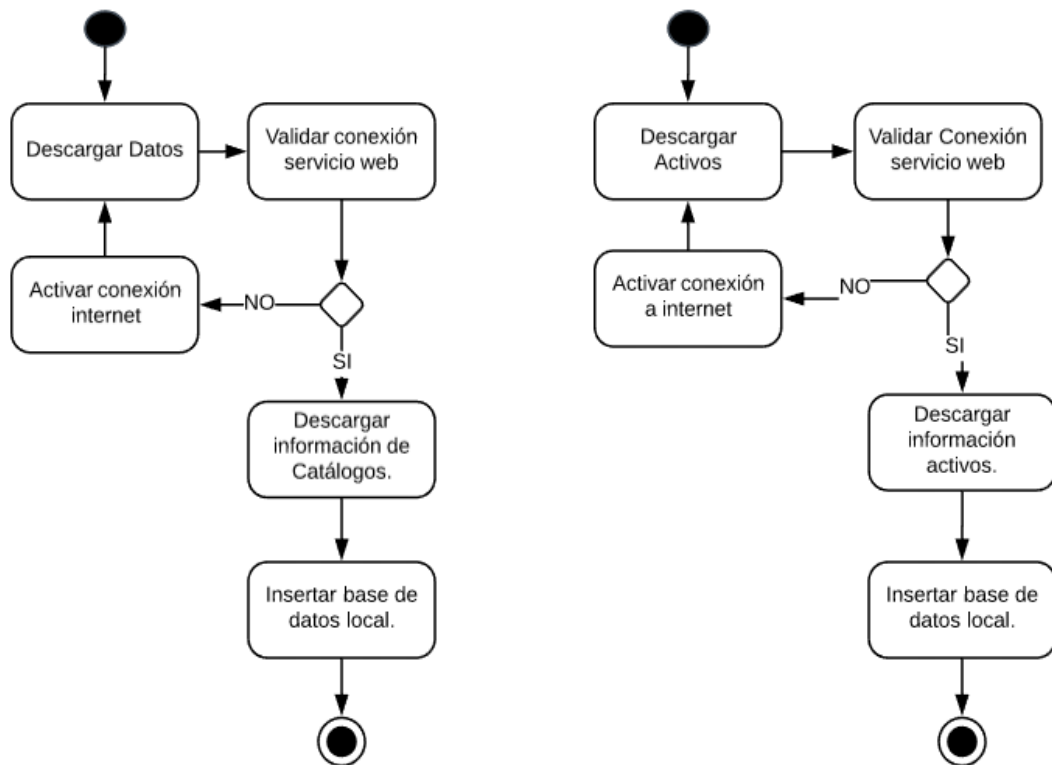 Descargar Datos
Validar conexión
servicio web
Activar conexión
internet
NO
SI
Descargar
información de
Catálogos.
Insertar base de
datos local.
Descargar
Activos
Validar Conexión
servicio web
Activar conexión
a internet
NO
SI
Descargar
información
activos.
Insertar base de
datos local.